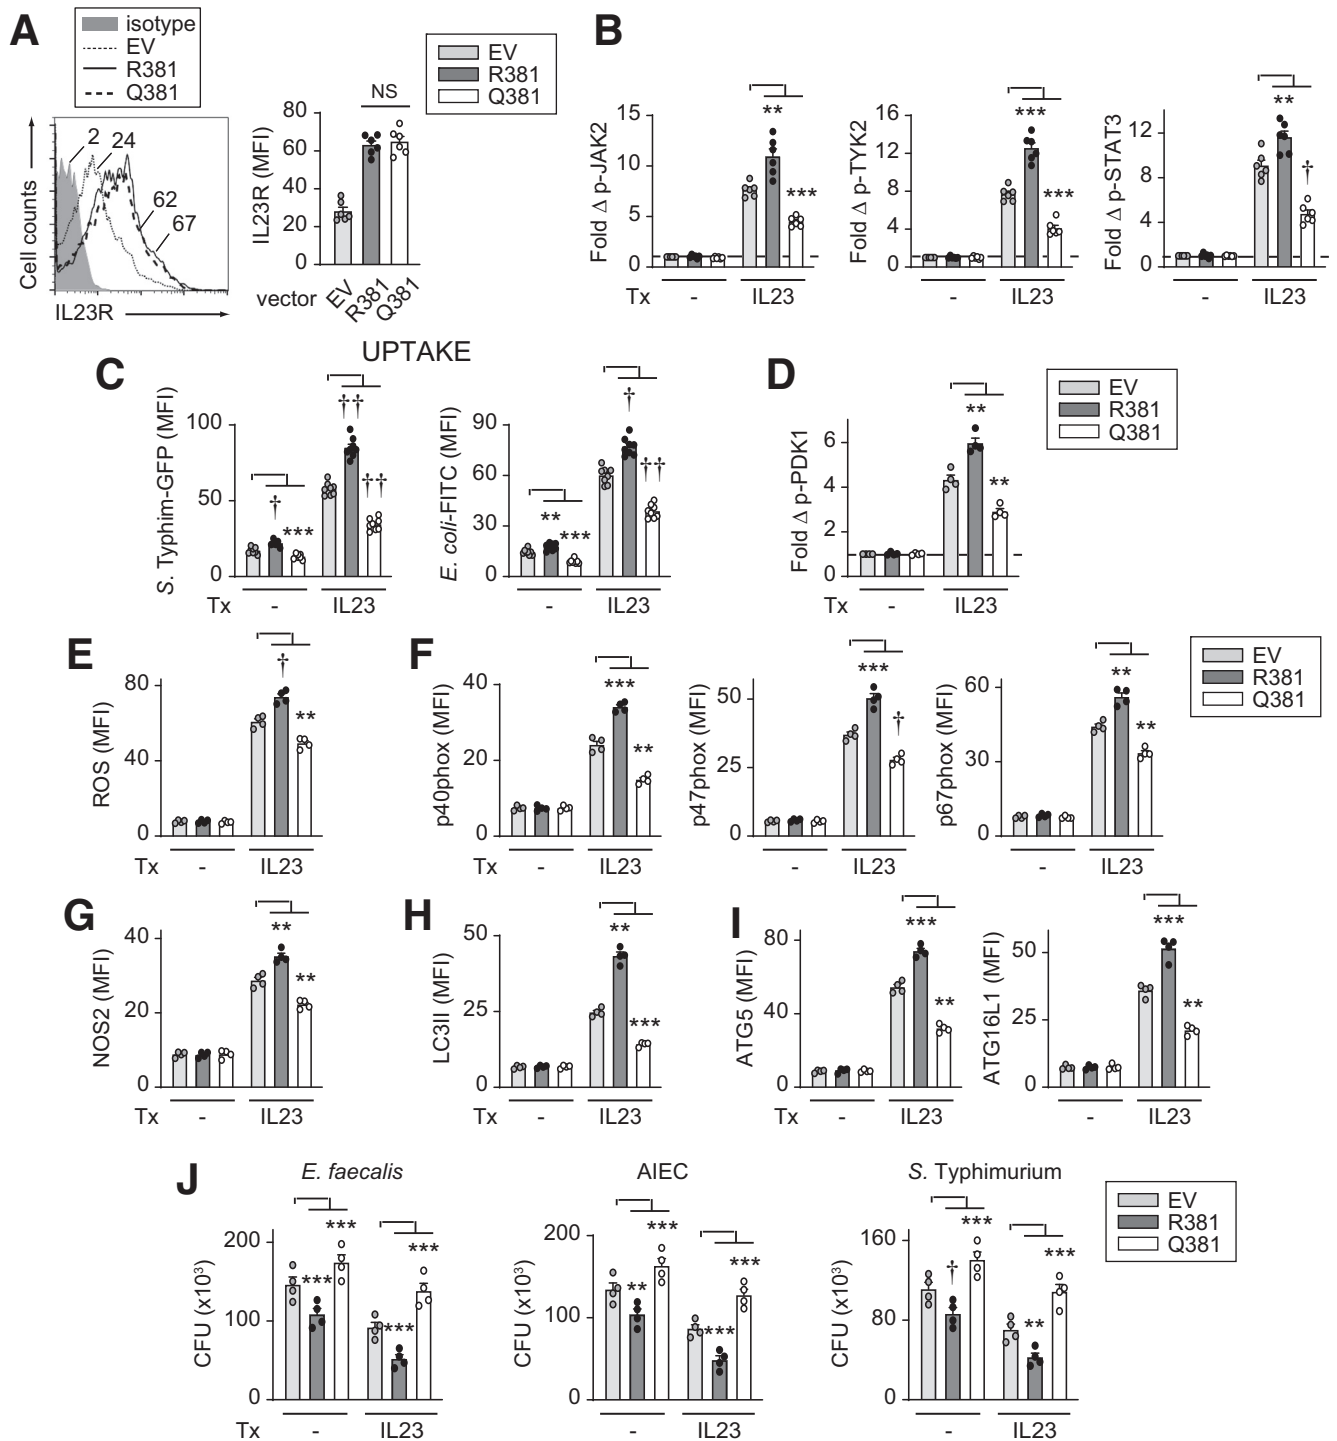 A
isotype
EV
R381
Q381
2
24
62
67
Cell counts
IL23R
EV
R381
Q381
NS
IL23R (MFI)
80
60
40
20
0
vector
EV
R381
Q381
B
Fold Δ p-JAK2
15
10
5
0
**
***
Tx
-
IL23
Fold Δ p-TYK2
16
12
8
4
0
***
***
-
IL23
Fold Δ p-STAT3
12
8
4
0
**
†
-
IL23
C
UPTAKE
S. Typhim-GFP (MFI)
100
50
0
†
***
††
††
Tx
-
IL23
E. coli-FITC (MFI)
90
60
30
0
**
***
†
††
-
IL23
D
Fold Δ p-PDK1
6
4
2
0
**
**
Tx
-
IL23
EV
R381
Q381
E
ROS (MFI)
80
40
0
†
**
Tx
-
IL23
F
p40phox (MFI)
40
20
0
***
**
-
IL23
p47phox (MFI)
50
25
0
***
†
-
IL23
p67phox (MFI)
60
30
0
**
**
-
IL23
EV
R381
Q381
G
NOS2 (MFI)
40
20
0
**
**
Tx
-
IL23
H
LC3II (MFI)
50
25
0
**
***
Tx
-
IL23
I
ATG5 (MFI)
80
40
0
***
**
Tx
-
IL23
ATG16L1 (MFI)
50
25
0
***
**
-
IL23
J
E. faecalis
CFU (x10³)
200
100
0
***
***
***
***
Tx
-
IL23
AIEC
CFU (x10³)
200
100
0
**
***
***
***
-
IL23
S. Typhimurium
CFU (x10³)
160
80
0
†
***
**
***
-
IL23
EV
R381
Q381